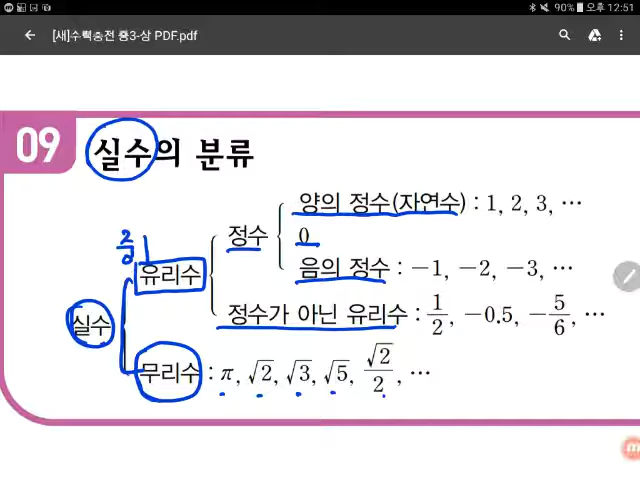 90% 오후 12:51
[새]수력충전 중3-상 PDF.pdf
09 실수의 분류
양의 정수(자연수) : 1, 2, 3, …
정수
0
유리수
음의 정수 : −1, −2, −3, …
정수가 아닌 유리수 : 1/2, −0.5, −5/6, …
실수
무리수 : π, √2, √3, √5, √2/2, …